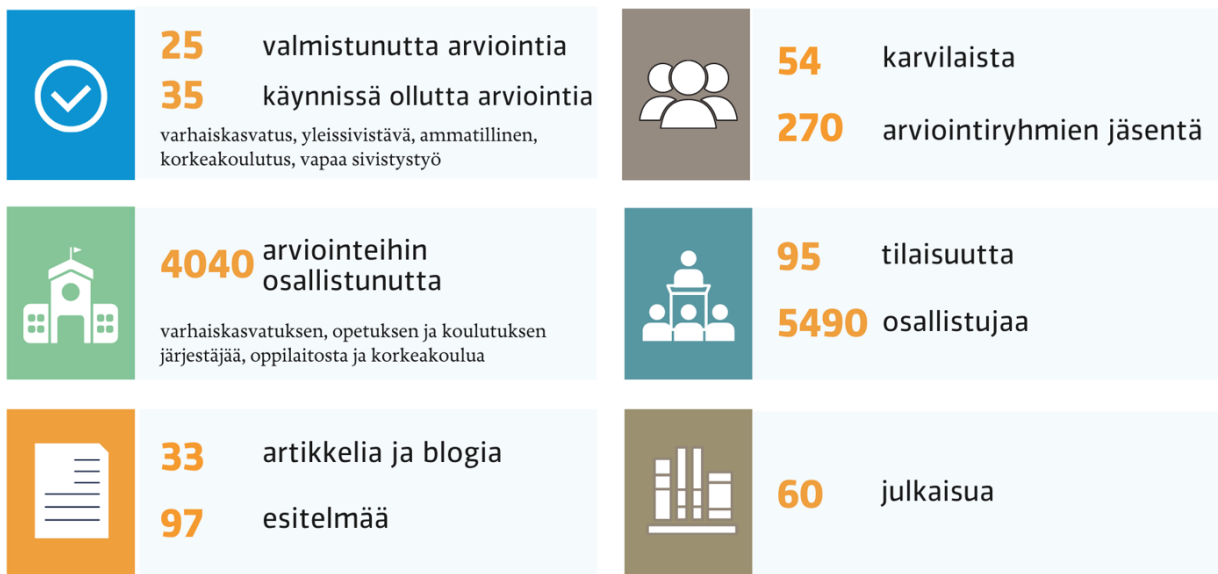 25 valmistunutta arviointia
35 käynnissä ollutta arviointia
varhaiskasvatus, yleissivistävä, ammatillinen,
korkeakoulutus, vapaa sivistystyö
54 karvilaista
270 arviointiryhmien jäsentä
4040 arviointeihin
osallistunutta
varhaiskasvatuksen, opetuksen ja koulutuksen
järjestäjää, oppilaitosta ja korkeakoulua
95 tilaisuutta
5490 osallistujaa
33 artikkelia ja blogia
97 esitelmää
60 julkaisua